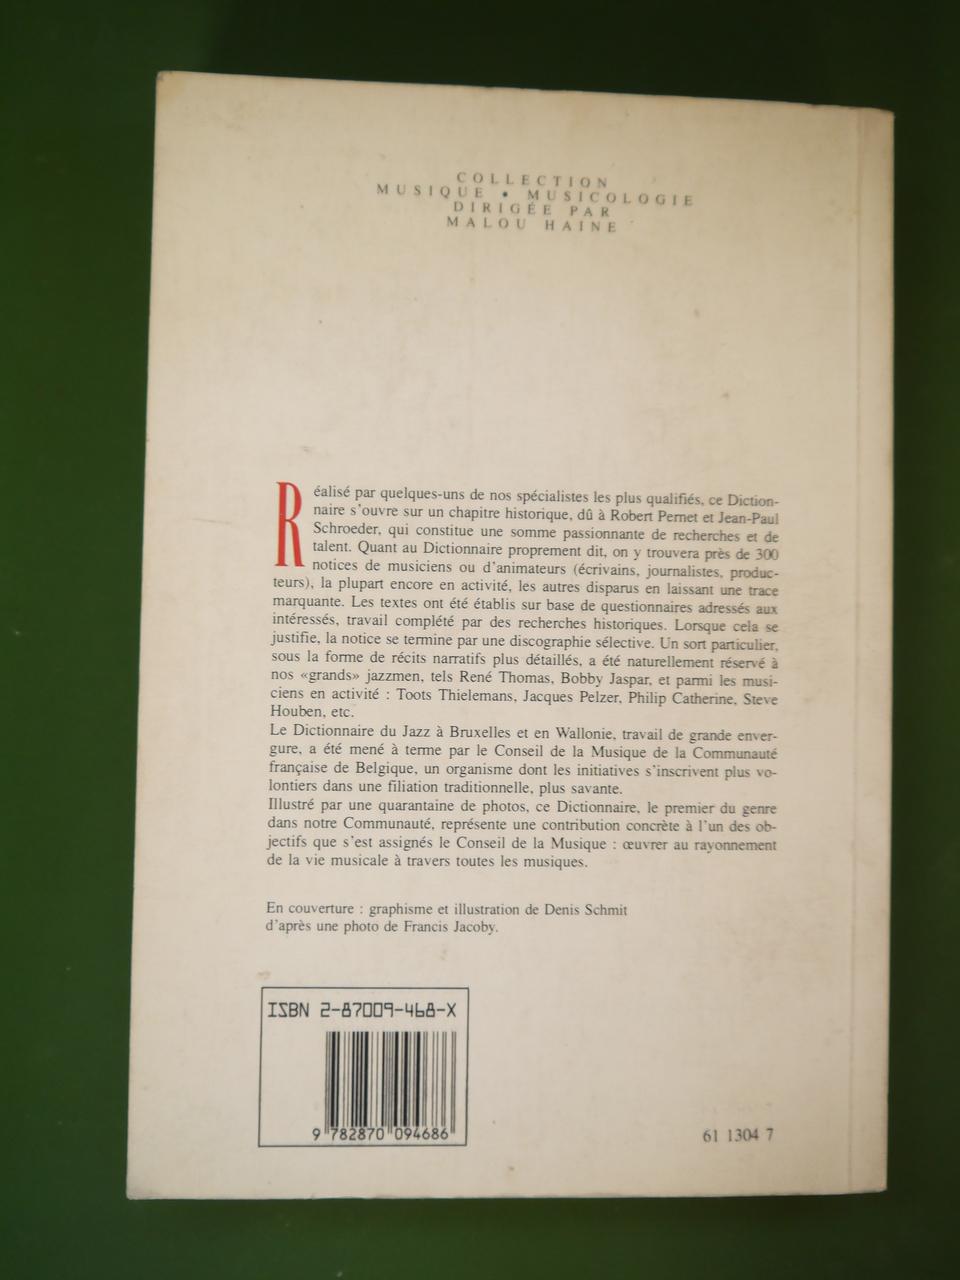 COLLECTION
MUSIQUE • MUSICOLOGIE
DIRIGÉE PAR
MALOU HAINE
Réalisé par quelques-uns de nos spécialistes les plus qualifiés, ce Diction-
naire s'ouvre sur un chapitre historique, dû à Robert Pernet et Jean-Paul
Schroeder, qui constitue une somme passionnante de recherches et de
talent. Quant au Dictionnaire proprement dit, on y trouvera près de 300
notices de musiciens ou d'animateurs (écrivains, journalistes, produc-
teurs), la plupart encore en activité, les autres disparus en laissant une trace
marquante. Les textes ont été établis sur base de questionnaires adressés aux
intéressés, travail complété par des recherches historiques. Lorsque cela se
justifie, la notice se termine par une discographie sélective. Un sort particulier,
sous la forme de récits narratifs plus détaillés, a été naturellement réservé à
nos «grands» jazzmen, tels René Thomas, Bobby Jaspar, et parmi les musi-
ciens en activité : Toots Thielemans, Jacques Pelzer, Philip Catherine, Steve
Houben, etc.
Le Dictionnaire du Jazz à Bruxelles et en Wallonie, travail de grande enver-
gure, a été mené à terme par le Conseil de la Musique de la Communauté
française de Belgique, un organisme dont les initiatives s'inscrivent plus vo-
lontiers dans une filiation traditionnelle, plus savante.
Illustré par une quarantaine de photos, ce Dictionnaire, le premier du genre
dans notre Communauté, représente une contribution concrète à l'un des ob-
jectifs que s'est assignés le Conseil de la Musique : œuvrer au rayonnement
de la vie musicale à travers toutes les musiques.
En couverture : graphisme et illustration de Denis Schmit
d'après une photo de Francis Jacoby.
ISBN 2-87009-468-X
9 782870 094686
61 1304 7